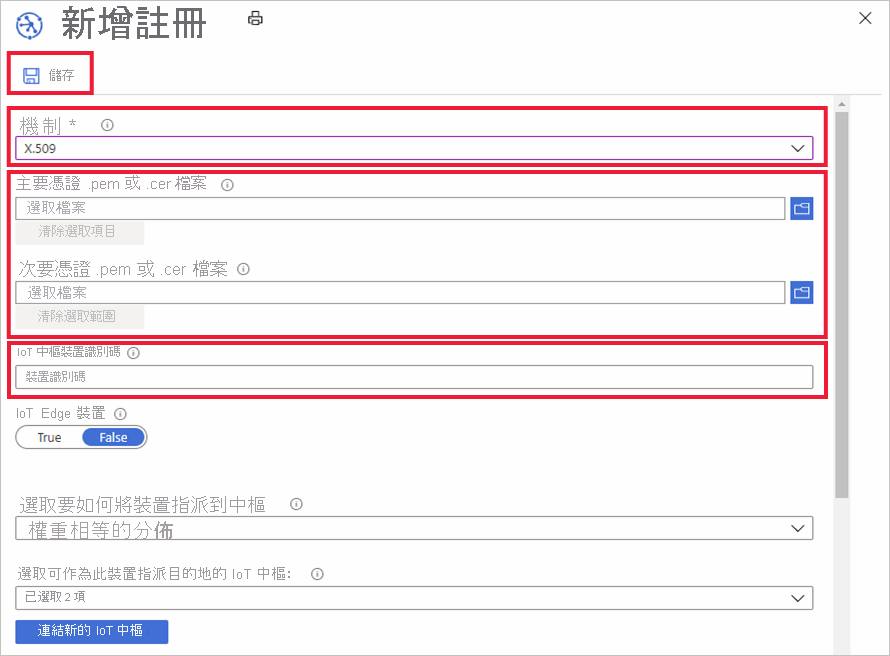 新增註冊
儲存
機制 *
X.509
主要憑證 .pem 或 .cer 檔案
選取檔案
清除選取項目
次要憑證 .pem 或 .cer 檔案
選取檔案
清除選取範圍
IoT 中樞裝置識別碼
裝置識別碼
IoT Edge 裝置
True False
選取要如何將裝置指派到中樞
權重相等的分佈
選取可作為此裝置指派目的地的 IoT 中樞:
已選取 2 項
連結新的 IoT 中樞